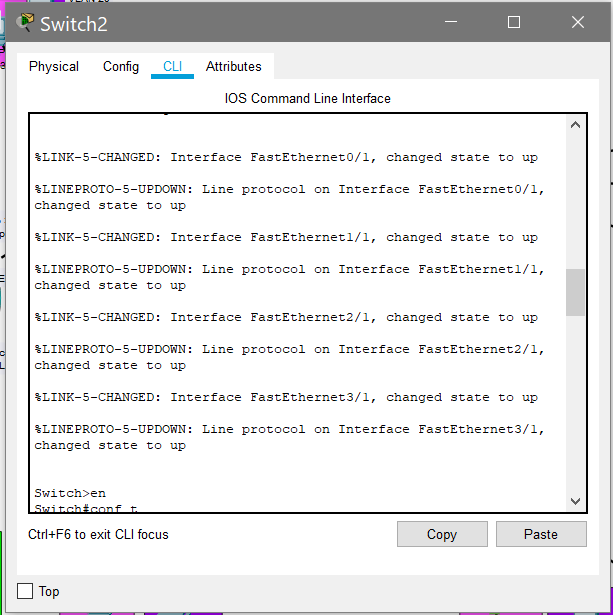 Switch2
Physical Config CLI Attributes
IOS Command Line Interface
%LINK-5-CHANGED: Interface FastEthernet0/1, changed state to up
%LINEPROTO-5-UPDOWN: Line protocol on Interface FastEthernet0/1,
changed state to up
%LINK-5-CHANGED: Interface FastEthernet1/1, changed state to up
%LINEPROTO-5-UPDOWN: Line protocol on Interface FastEthernet1/1,
changed state to up
%LINK-5-CHANGED: Interface FastEthernet2/1, changed state to up
%LINEPROTO-5-UPDOWN: Line protocol on Interface FastEthernet2/1,
changed state to up
%LINK-5-CHANGED: Interface FastEthernet3/1, changed state to up
%LINEPROTO-5-UPDOWN: Line protocol on Interface FastEthernet3/1,
changed state to up
Switch>en
Switch#conf t
Ctrl+F6 to exit CLI focus
Copy
Paste
Top